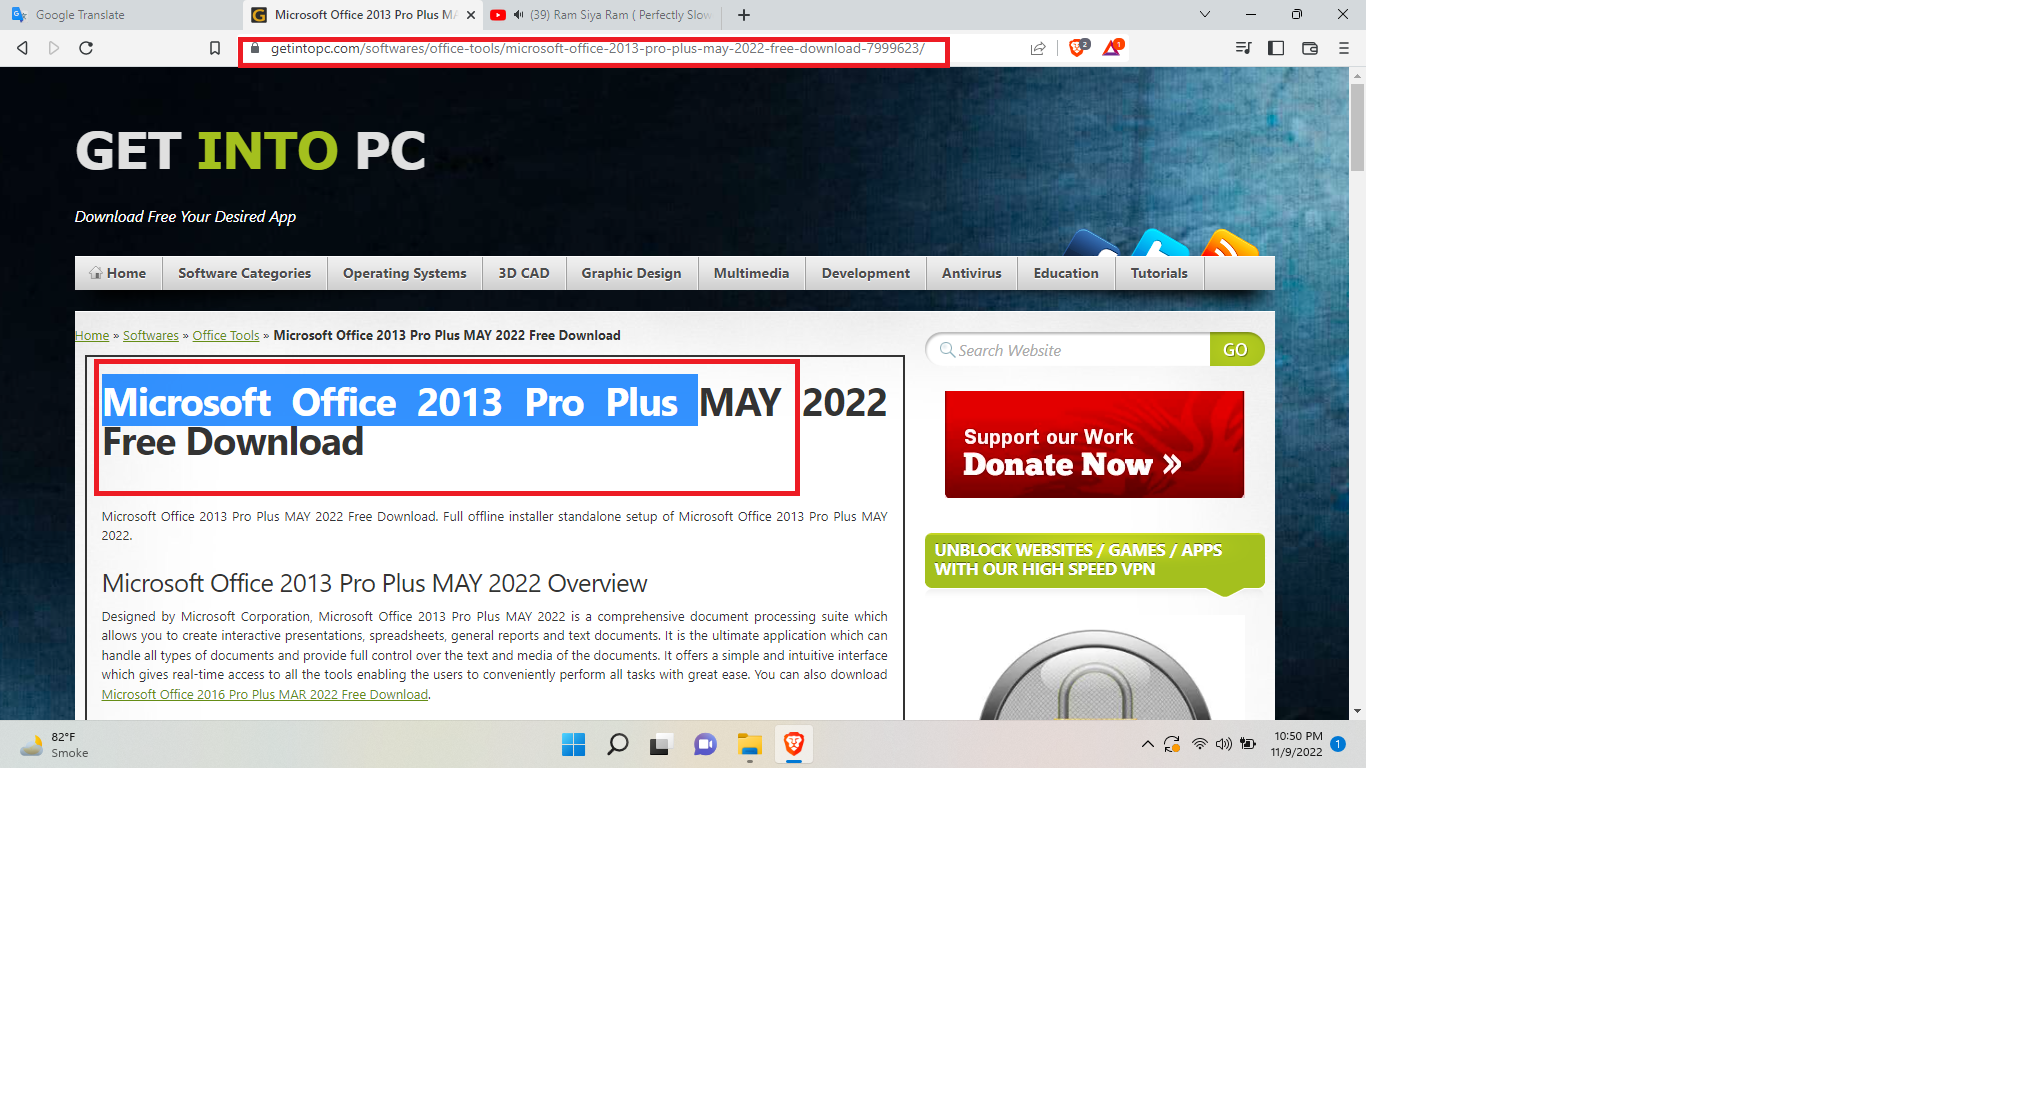 Google Translate
Microsoft Office 2013 Pro Plus MA
(39) Ram Siya Ram ( Perfectly Slow
getintopc.com/softwares/office-tools/microsoft-office-2013-pro-plus-may-2022-free-download-7999623/
2
1
GET INTO PC
Download Free Your Desired App
Home
Software Categories
Operating Systems
3D CAD
Graphic Design
Multimedia
Development
Antivirus
Education
Tutorials
Home » Softwares » Office Tools » Microsoft Office 2013 Pro Plus MAY 2022 Free Download
Microsoft Office 2013 Pro Plus MAY 2022
Free Download
Microsoft Office 2013 Pro Plus MAY 2022 Free Download. Full offline installer standalone setup of Microsoft Office 2013 Pro Plus MAY
2022.
Microsoft Office 2013 Pro Plus MAY 2022 Overview
Designed by Microsoft Corporation, Microsoft Office 2013 Pro Plus MAY 2022 is a comprehensive document processing suite which
allows you to create interactive presentations, spreadsheets, general reports and text documents. It is the ultimate application which can
handle all types of documents and provide full control over the text and media of the documents. It offers a simple and intuitive interface
which gives real-time access to all the tools enabling the users to conveniently perform all tasks with great ease. You can also download
Microsoft Office 2016 Pro Plus MAR 2022 Free Download.
Search Website
GO
Support our Work
Donate Now »
UNBLOCK WEBSITES / GAMES / APPS
WITH OUR HIGH SPEED VPN
82°F
Smoke
10:50 PM
11/9/2022
1